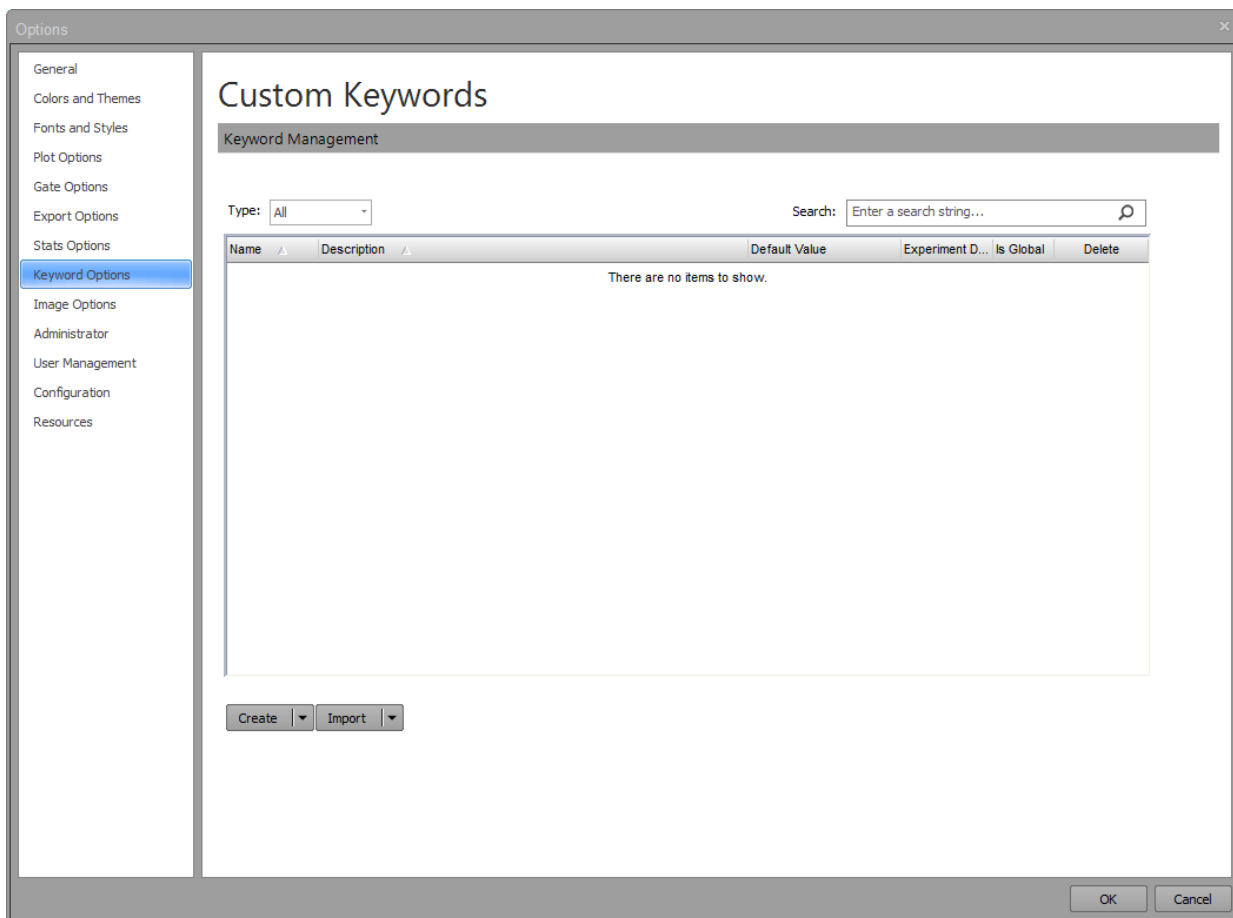 Options
General
Colors and Themes
Fonts and Styles
Plot Options
Gate Options
Export Options
Stats Options
Keyword Options
Image Options
Administrator
User Management
Configuration
Resources
Custom Keywords
Keyword Management
Type: All Search: Enter a search string...
Name Description Default Value Experiment D... Is Global Delete
There are no items to show.
Create Import
OK Cancel